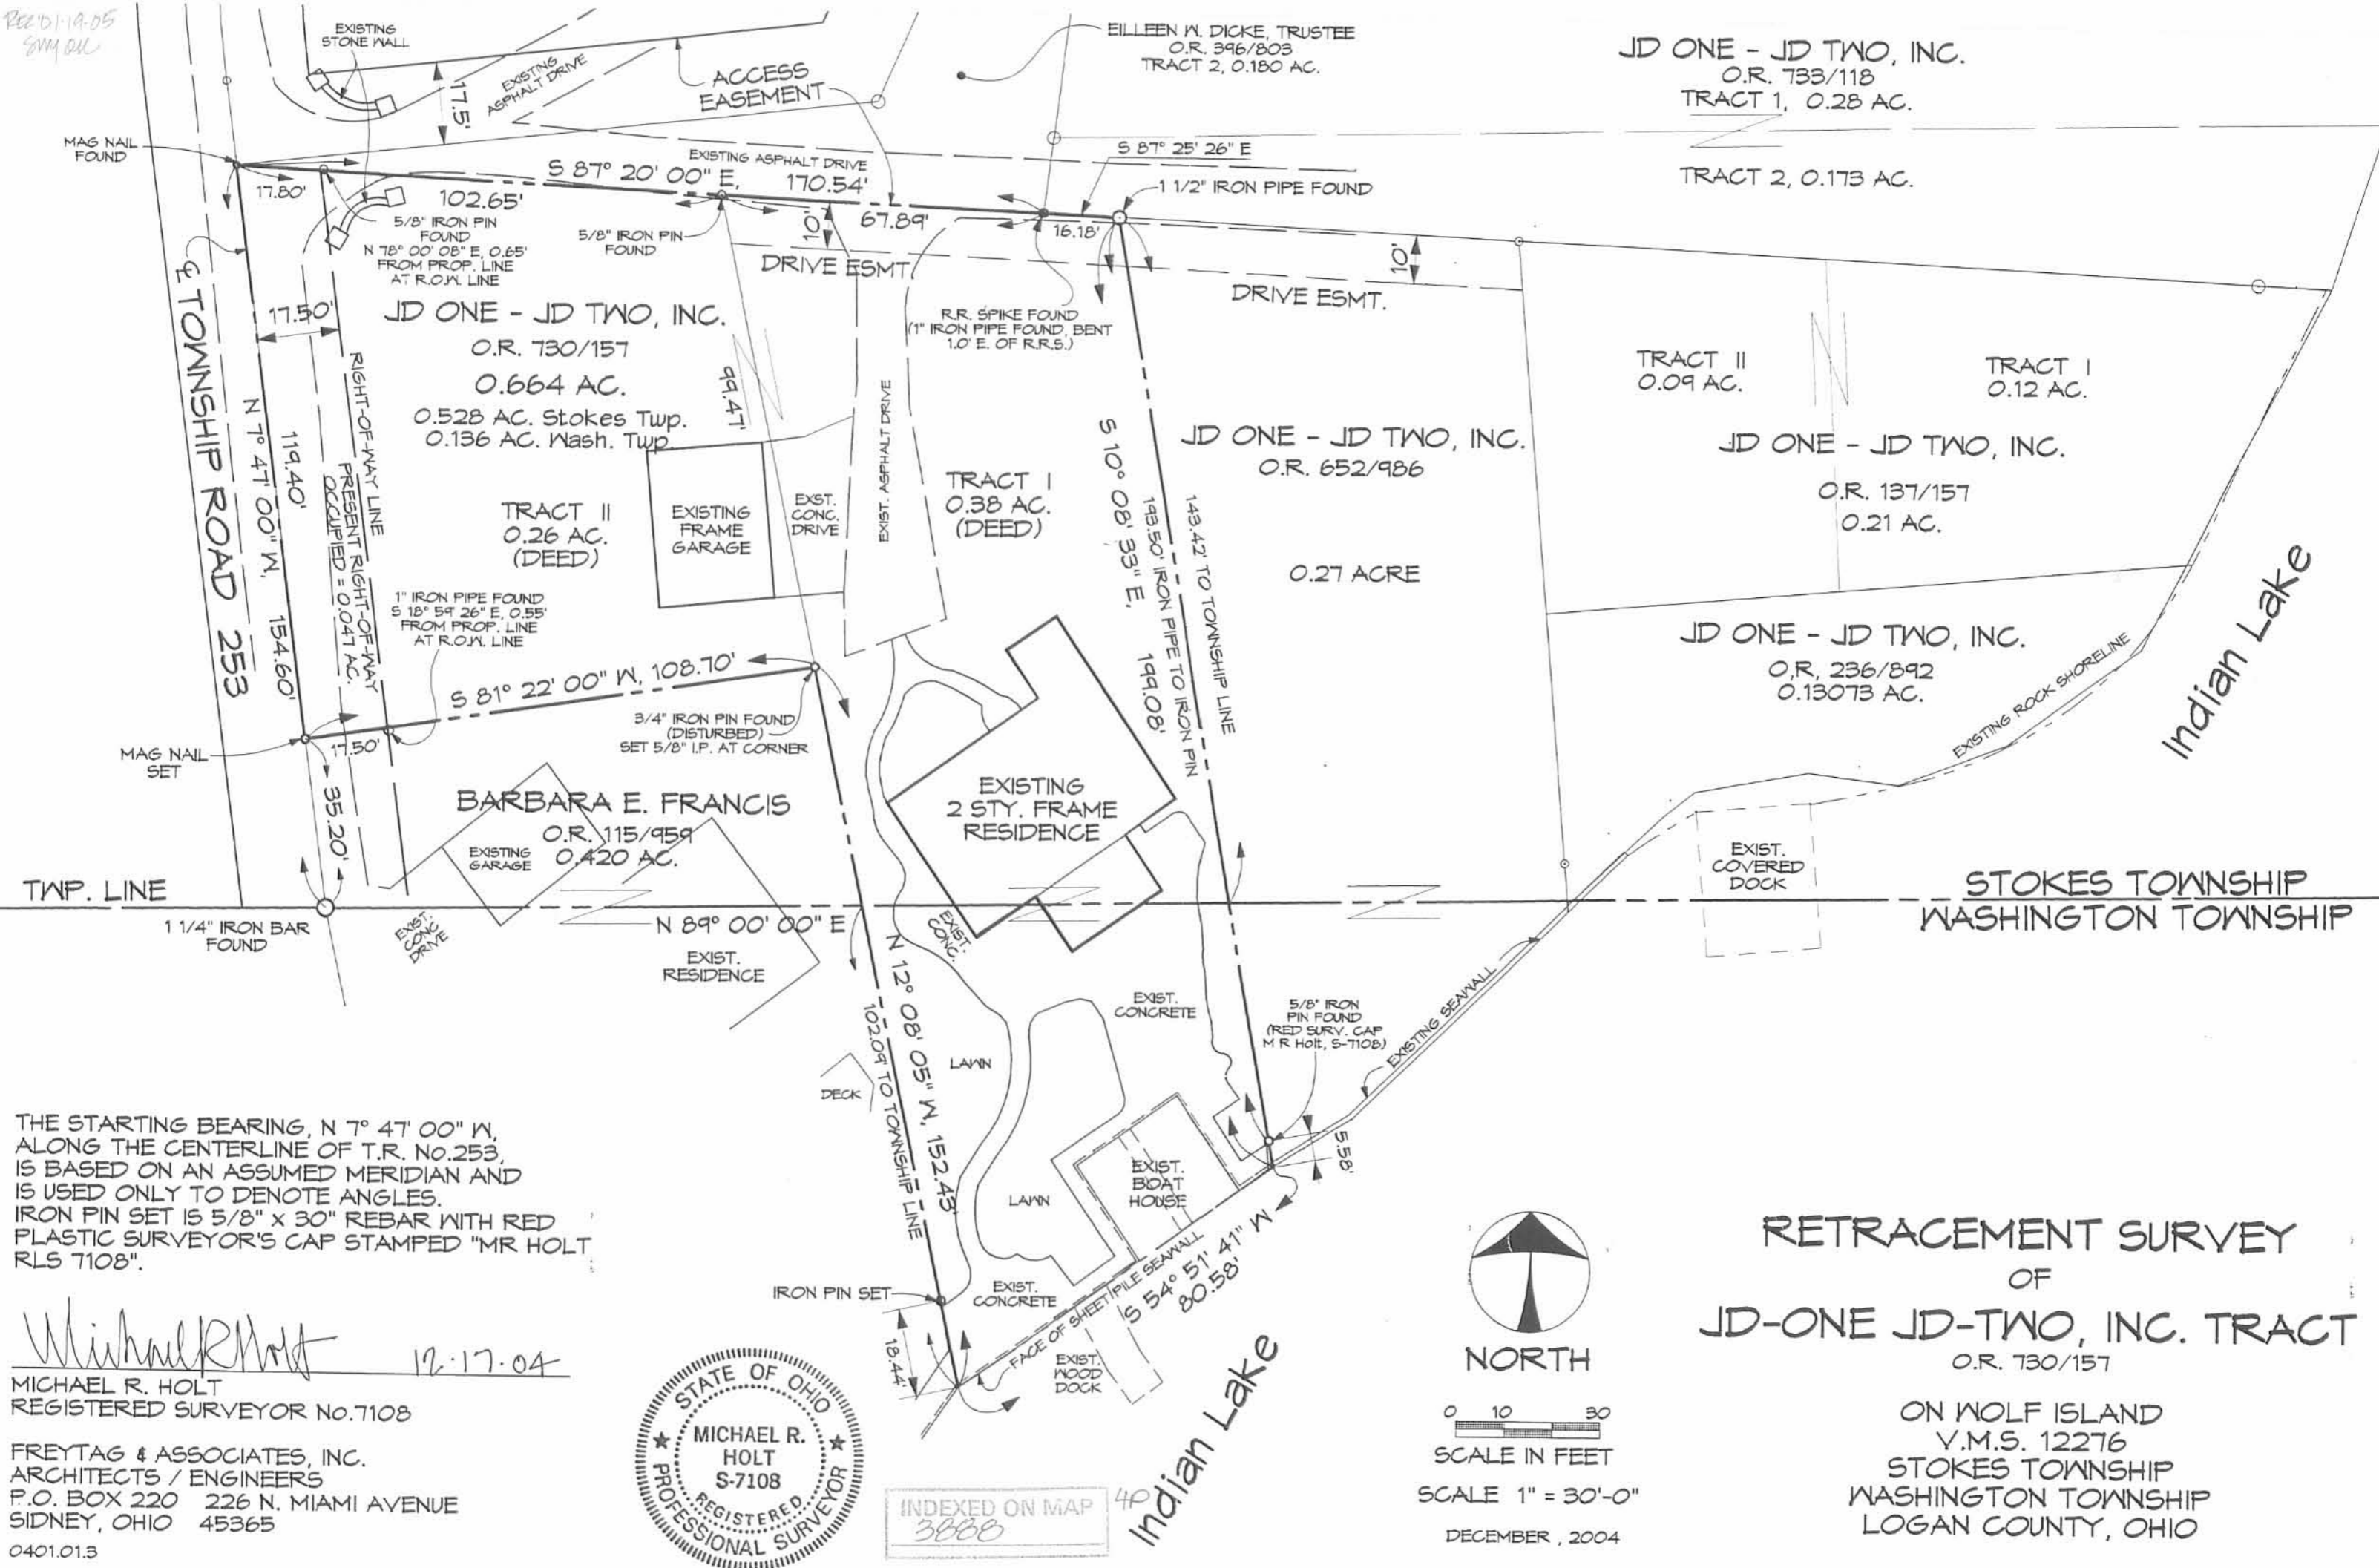 REC'D 1-19-05
EXISTING
STONE WALL
EXISTING
ASPHALT DRIVE
17.5'
ACCESS
EASEMENT
EILLEEN W. DICKE, TRUSTEE
O.R. 396/803
TRACT 2, 0.180 AC.
JD ONE - JD TWO, INC.
O.R. 733/118
TRACT 1, 0.28 AC.
TRACT 2, 0.173 AC.
MAG NAIL
FOUND
17.80'
102.65'
S 87° 20' 00" E,
EXISTING ASPHALT DRIVE
170.54'
67.89'
S 87° 25' 26" E
1 1/2" IRON PIPE FOUND
16.18'
5/8" IRON PIN
FOUND
N 78° 00' 08" E, 0.65'
FROM PROP. LINE
AT R.O.W. LINE
5/8" IRON PIN
FOUND
10'
DRIVE ESMT.
10'
DRIVE ESMT.
R.R. SPIKE FOUND
(1" IRON PIPE FOUND, BENT
1.0' E. OF R.R.S.)
℄ TOWNSHIP ROAD 253
17.50'
N 7° 47' 00" W, 154.60'
119.40'
RIGHT-OF-WAY LINE
PRESENT RIGHT-OF-WAY
OCCUPIED = 0.047 AC.
JD ONE - JD TWO, INC.
O.R. 730/157
0.664 AC.
0.528 AC. Stokes Twp.
0.136 AC. Wash. Twp.
99.47'
TRACT II
0.26 AC.
(DEED)
EXISTING
FRAME
GARAGE
EXST.
CONC.
DRIVE
EXIST. ASPHALT DRIVE
TRACT I
0.38 AC.
(DEED)
S 10° 08' 33" E, 199.08'
193.50' IRON PIPE TO IRON PIN
143.42' TO TOWNSHIP LINE
JD ONE - JD TWO, INC.
O.R. 652/986
0.27 ACRE
TRACT II
0.09 AC.
TRACT I
0.12 AC.
JD ONE - JD TWO, INC.
O.R. 137/157
0.21 AC.
JD ONE - JD TWO, INC.
O,R, 236/892
0.13073 AC.
EXISTING ROCK SHORELINE
Indian Lake
1" IRON PIPE FOUND
S 18° 59' 26" E, 0.55'
FROM PROP. LINE
AT R.O.W. LINE
S 81° 22' 00" W, 108.70'
3/4" IRON PIN FOUND
(DISTURBED)
SET 5/8" I.P. AT CORNER
MAG NAIL
SET
17.50'
35.20'
BARBARA E. FRANCIS
O.R. 115/959
0.420 AC.
EXISTING
GARAGE
EXISTING
2 STY. FRAME
RESIDENCE
EXIST.
COVERED
DOCK
TWP. LINE
STOKES TOWNSHIP
WASHINGTON TOWNSHIP
1 1/4" IRON BAR
FOUND
EXIST.
CONC.
DRIVE
N 89° 00' 00" E
EXIST.
RESIDENCE
EXIST.
CONC.
N 12° 08' 05" W, 152.43'
102.09' TO TOWNSHIP LINE
EXIST.
CONCRETE
5/8" IRON
PIN FOUND
(RED SURV. CAP
M R Holt, S-7108)
EXISTING SEAWALL
DECK
LAWN
LAWN
EXIST.
BOAT
HOUSE
5.58'
IRON PIN SET
EXIST.
CONCRETE
FACE OF SHEET PILE SEAWALL
S 54° 51' 41" W
80.58'
18.44'
EXIST.
WOOD
DOCK
Indian Lake
THE STARTING BEARING, N 7° 47' 00" W,
ALONG THE CENTERLINE OF T.R. No.253,
IS BASED ON AN ASSUMED MERIDIAN AND
IS USED ONLY TO DENOTE ANGLES.
IRON PIN SET IS 5/8" x 30" REBAR WITH RED
PLASTIC SURVEYOR'S CAP STAMPED "MR HOLT
RLS 7108".
Michael R Holt 12-17-04
MICHAEL R. HOLT
REGISTERED SURVEYOR No.7108
FREYTAG & ASSOCIATES, INC.
ARCHITECTS / ENGINEERS
P.O. BOX 220 226 N. MIAMI AVENUE
SIDNEY, OHIO 45365
0401.01.3
STATE OF OHIO
MICHAEL R.
HOLT
S-7108
REGISTERED
PROFESSIONAL SURVEYOR
INDEXED ON MAP
3888
4P
NORTH
0 10 30
SCALE IN FEET
SCALE 1" = 30'-0"
DECEMBER, 2004
RETRACEMENT SURVEY
OF
JD-ONE JD-TWO, INC. TRACT
O.R. 730/157
ON WOLF ISLAND
V.M.S. 12276
STOKES TOWNSHIP
WASHINGTON TOWNSHIP
LOGAN COUNTY, OHIO